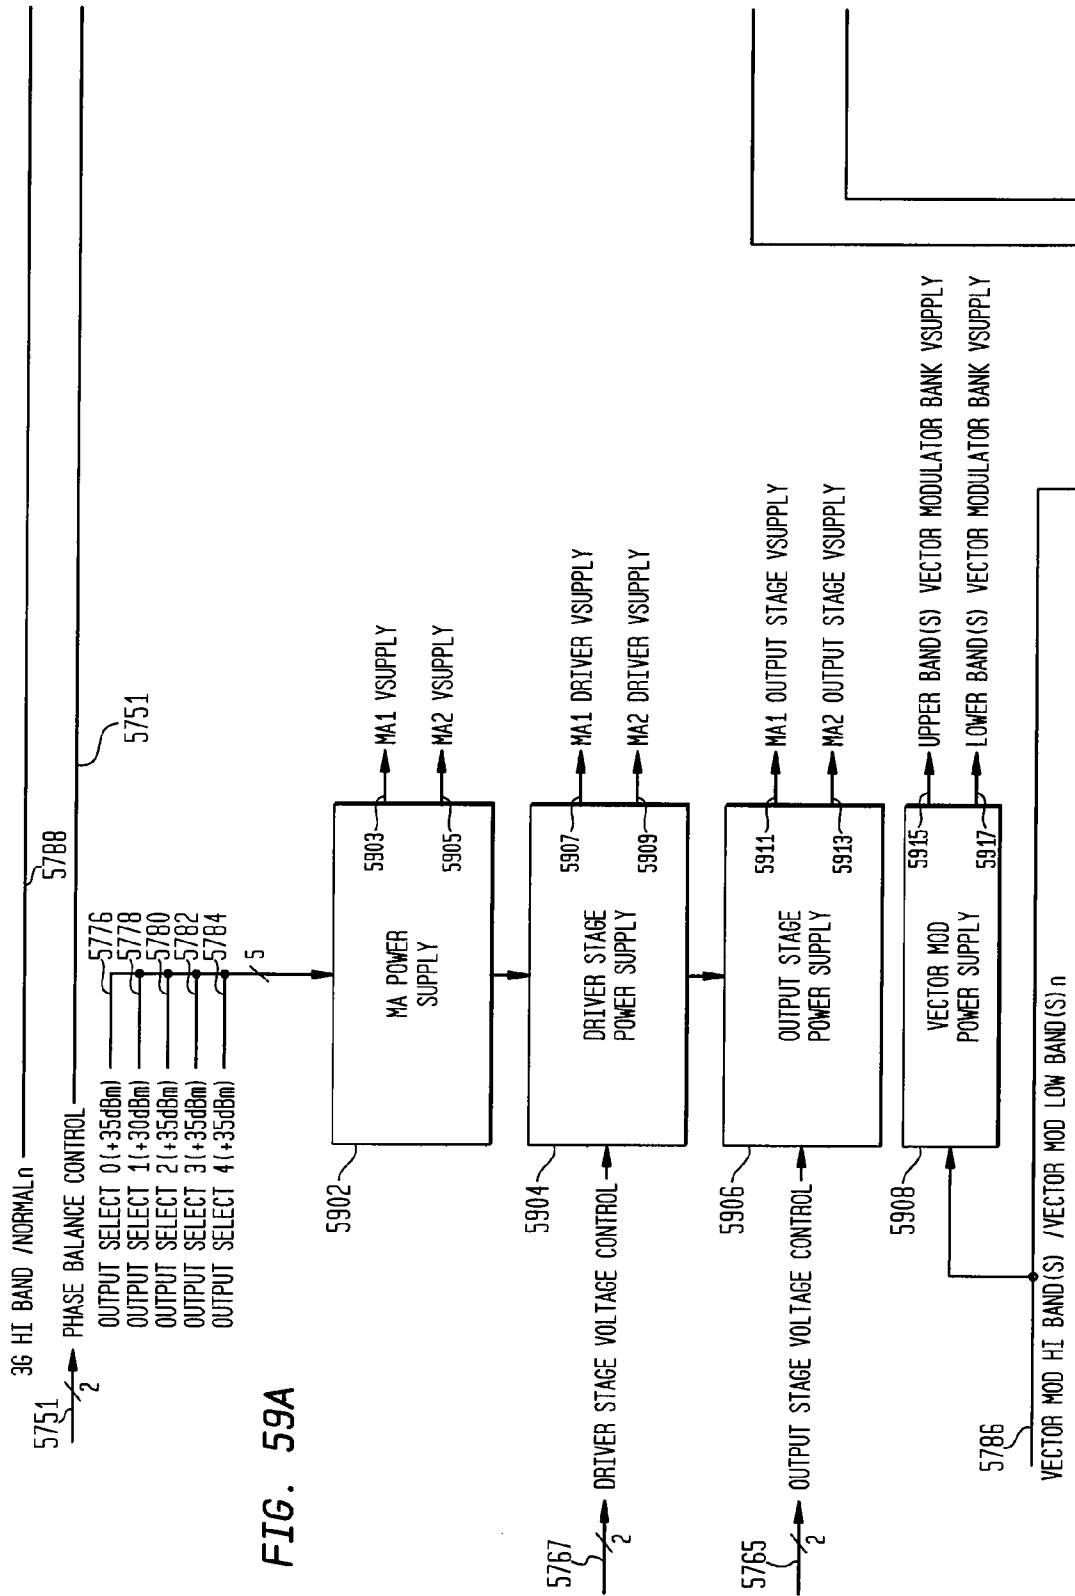 3G HI BAND /NORMALn
5788
5751
2
PHASE BALANCE CONTROL
5751
OUTPUT SELECT 0(+35dBm)
OUTPUT SELECT 1(+30dBm)
OUTPUT SELECT 2(+35dBm)
OUTPUT SELECT 3(+35dBm)
OUTPUT SELECT 4(+35dBm)
5776
5778
5780
5782
5784
5
FIG. 59A
5902
MA POWER
SUPPLY
5903
MA1 VSUPPLY
5905
MA2 VSUPPLY
5767
2
DRIVER STAGE VOLTAGE CONTROL
5904
DRIVER STAGE
POWER SUPPLY
5907
MA1 DRIVER VSUPPLY
5909
MA2 DRIVER VSUPPLY
5765
2
OUTPUT STAGE VOLTAGE CONTROL
5906
OUTPUT STAGE
POWER SUPPLY
5911
MA1 OUTPUT STAGE VSUPPLY
5913
MA2 OUTPUT STAGE VSUPPLY
5908
VECTOR MOD
POWER SUPPLY
5915
UPPER BAND(S) VECTOR MODULATOR BANK VSUPPLY
5917
LOWER BAND(S) VECTOR MODULATOR BANK VSUPPLY
5786
VECTOR MOD HI BAND(S) /VECTOR MOD LOW BAND(S)n